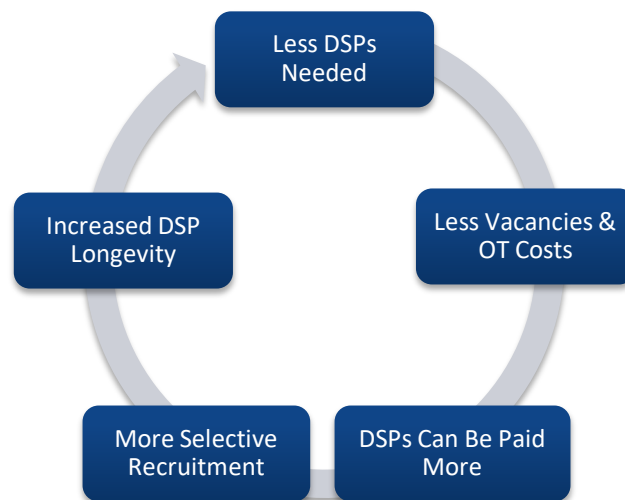 Less DSPs
Needed
Less Vacancies &
OT Costs
DSPs Can Be Paid
More
More Selective
Recruitment
Increased DSP
Longevity